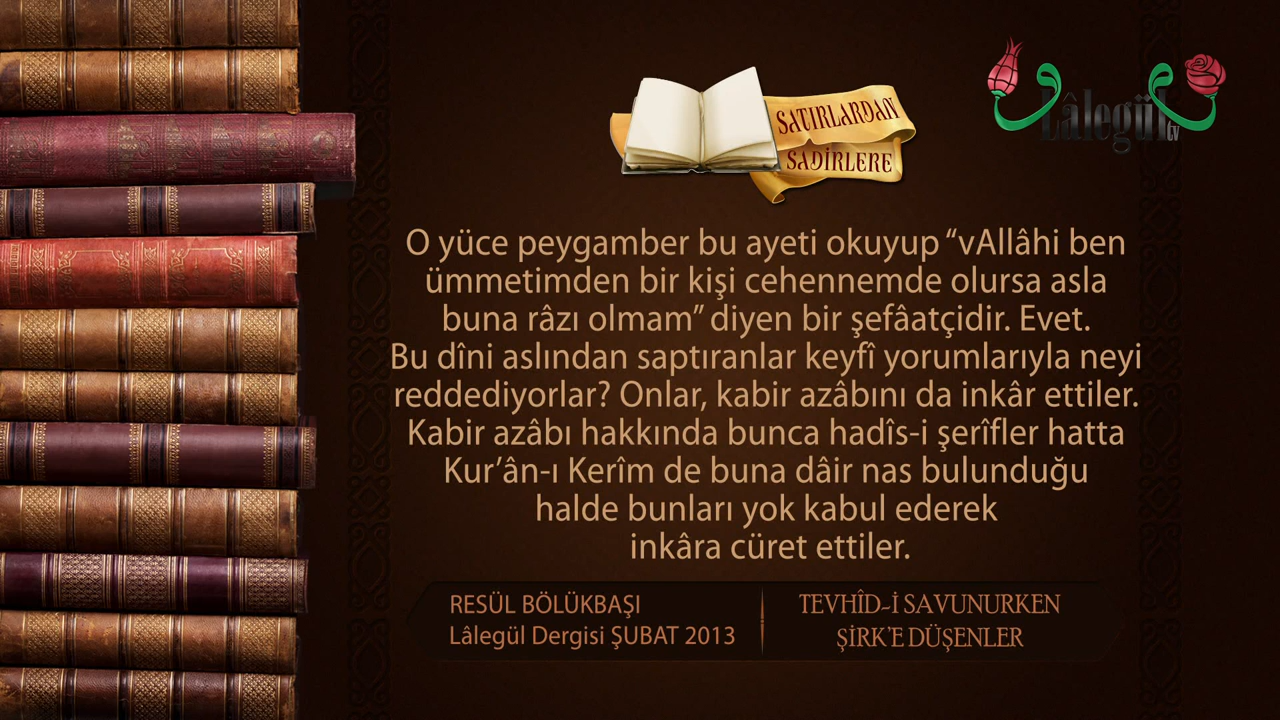 SATIRLARDAN
SADİRLERE
Lâlegül tv
O yüce peygamber bu ayeti okuyup “vAllâhi ben
ümmetimden bir kişi cehennemde olursa asla
buna râzı olmam” diyen bir şefâatçidir. Evet.
Bu dîni aslından saptıranlar keyfî yorumlarıyla neyi
reddediyorlar? Onlar, kabir azâbını da inkâr ettiler.
Kabir azâbı hakkında bunca hadîs-i şerîfler hatta
Kur’ân-ı Kerîm de buna dâir nas bulunduğu
halde bunları yok kabul ederek
inkâra cüret ettiler.
RESÜL BÖLÜKBAŞI
Lâlegül Dergisi ŞUBAT 2013
TEVHÎD-İ SAVUNURKEN
ŞİRK’E DÜŞENLER